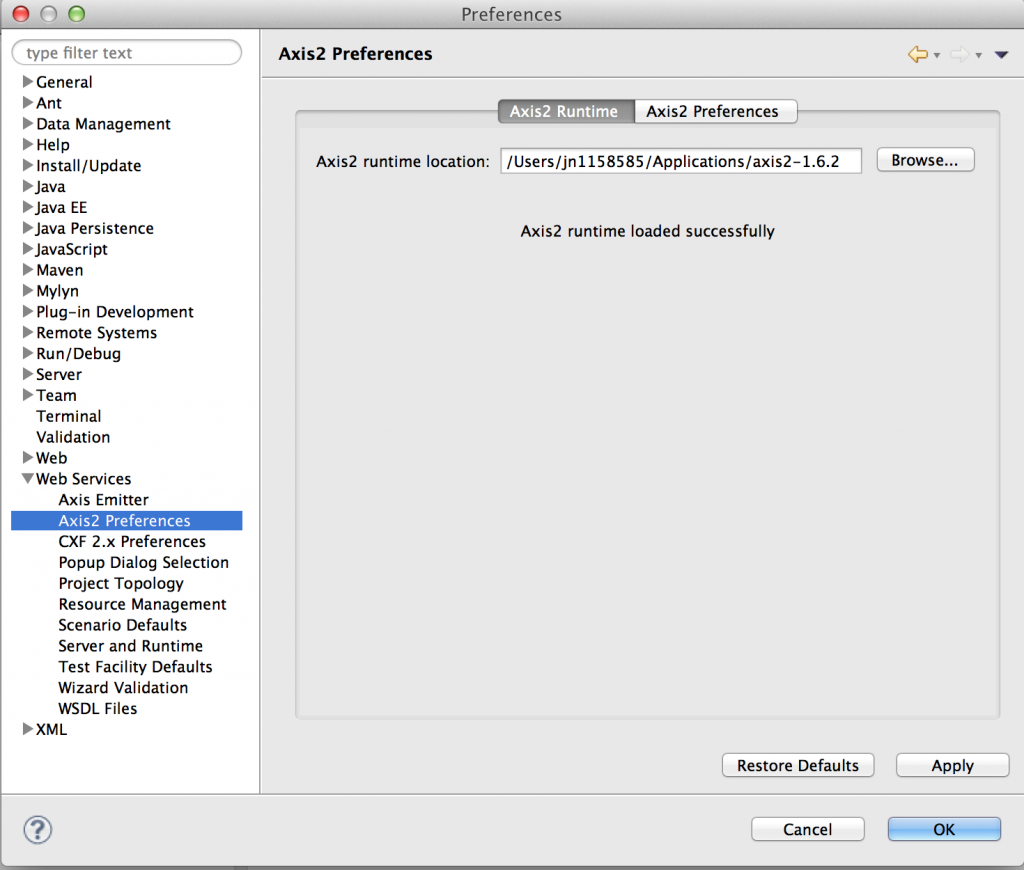 Preferences
type filter text
General
Ant
Data Management
Help
Install/Update
Java
Java EE
Java Persistence
JavaScript
Maven
Mylyn
Plug-in Development
Remote Systems
Run/Debug
Server
Team
Terminal
Validation
Web
Web Services
Axis Emitter
Axis2 Preferences
CXF 2.x Preferences
Popup Dialog Selection
Project Topology
Resource Management
Scenario Defaults
Server and Runtime
Test Facility Defaults
Wizard Validation
WSDL Files
XML
Axis2 Preferences
Axis2 Runtime Axis2 Preferences
Axis2 runtime location: /Users/jn1158585/Applications/axis2-1.6.2 Browse...
Axis2 runtime loaded successfully
Restore Defaults Apply
? Cancel OK